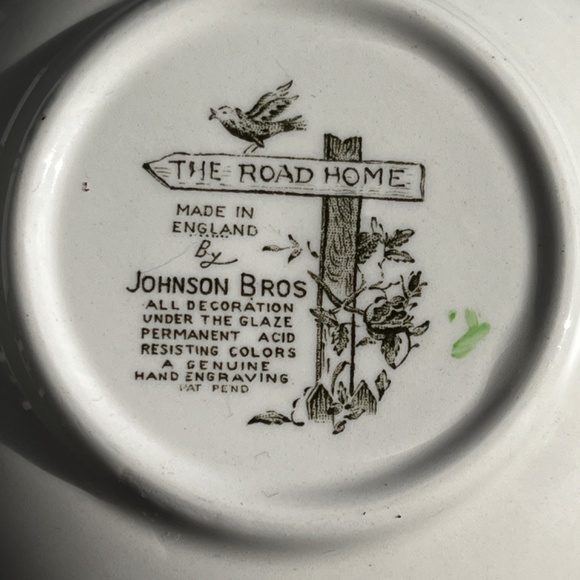 THE ROAD HOME
MADE IN
ENGLAND
By
JOHNSON BROS
ALL DECORATION
UNDER THE GLAZE
PERMANENT ACID
RESISTING COLORS
A GENUINE
HAND ENGRAVING
PAT PEND